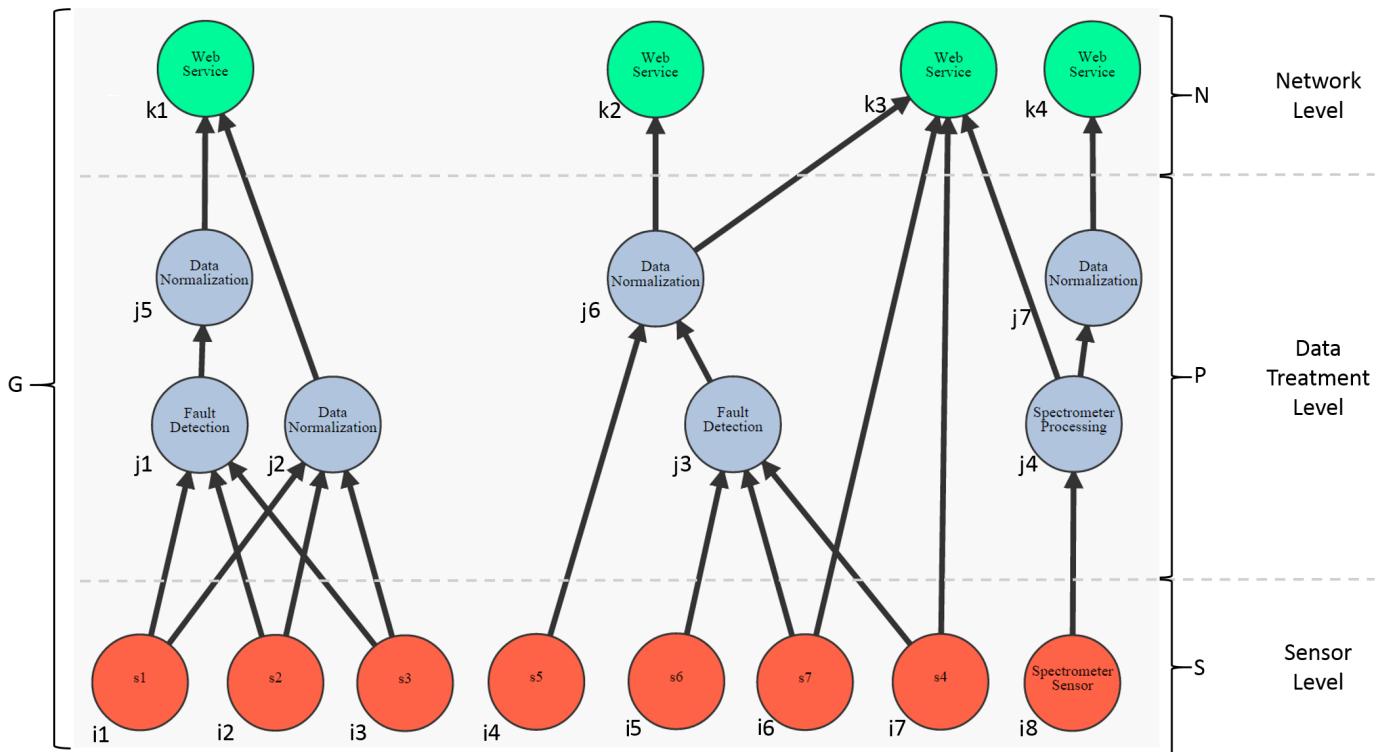 Web
Service
k1
Web
Service
k2
Web
Service
k3
Web
Service
k4
N
Network
Level
Data
Normalization
j5
Data
Normalization
j6
Data
Normalization
j7
G
P
Data
Treatment
Level
Fault
Detection
j1
Data
Normalization
j2
Fault
Detection
j3
Spectrometer
Processing
j4
s1
i1
s2
i2
s3
i3
s5
i4
s6
i5
s7
i6
s4
i7
Spectrometer
Sensor
i8
S
Sensor
Level